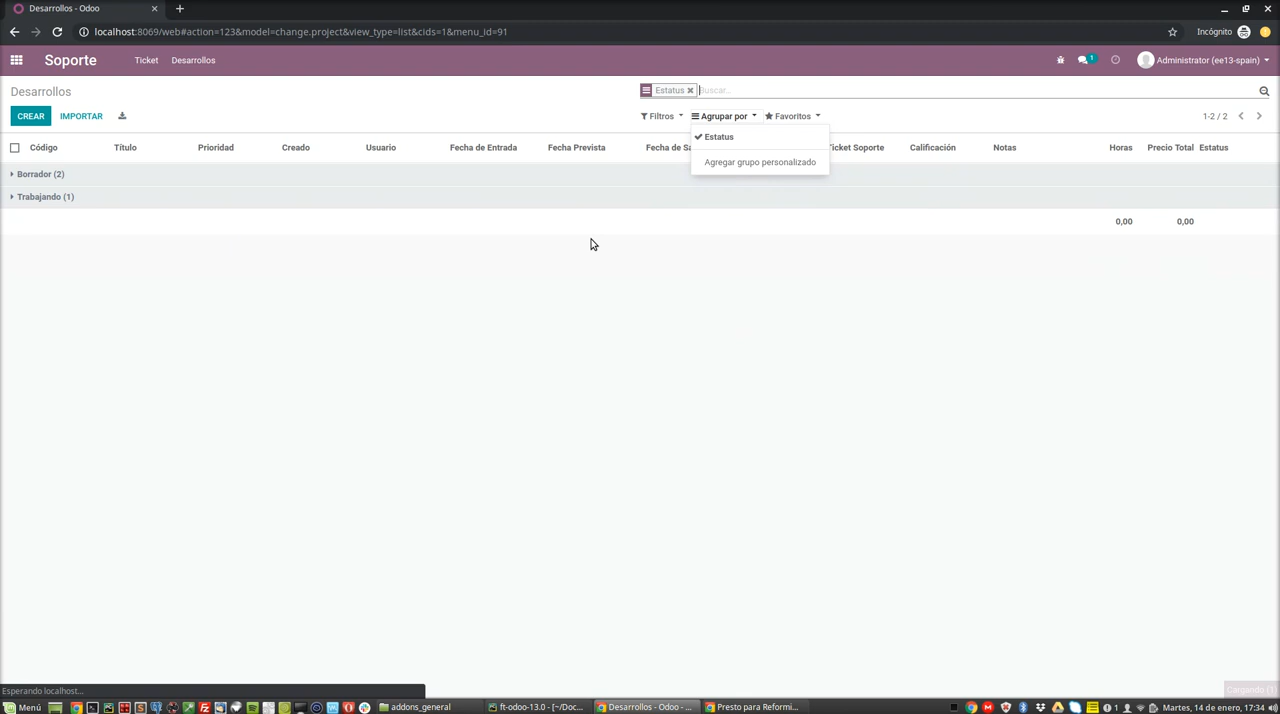 Desarrollos - Odoo
localhost:8069/web#action=123&model=change.project&view_type=list&cids=1&menu_id=91
Incógnito
Soporte Ticket Desarrollos 1 Administrator (ee13-spain)
Desarrollos Estatus Buscar...
CREAR IMPORTAR Filtros Agrupar por Favoritos 1-2 / 2
Estatus
Agregar grupo personalizado
Código Título Prioridad Creado Usuario Fecha de Entrada Fecha Prevista Fecha de Sa Ticket Soporte Calificación Notas Horas Precio Total Estatus
Borrador (2)
Trabajando (1)
0,00 0,00
Esperando localhost... Cargando (1)
Menú addons_general ft-odoo-13.0 - [~/Doc... Desarrollos - Odoo - ... Presto para Reformi... 1 Martes, 14 de enero, 17:34